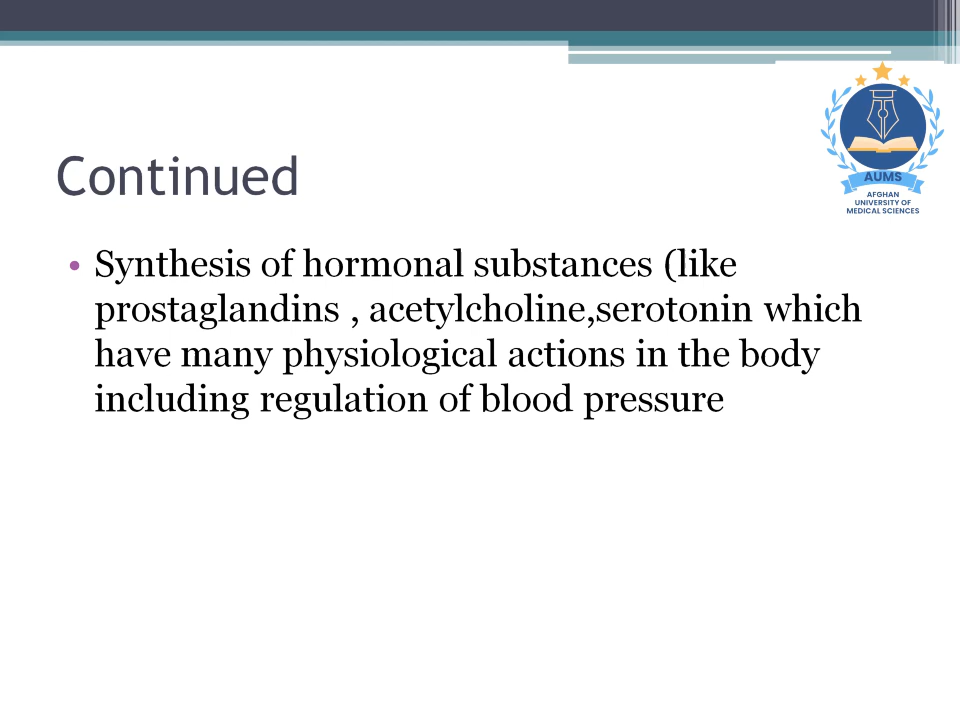 AUMS
AFGHAN
UNIVERSITY OF
MEDICAL SCIENCES
Continued
• Synthesis of hormonal substances (like
prostaglandins , acetylcholine,serotonin which
have many physiological actions in the body
including regulation of blood pressure